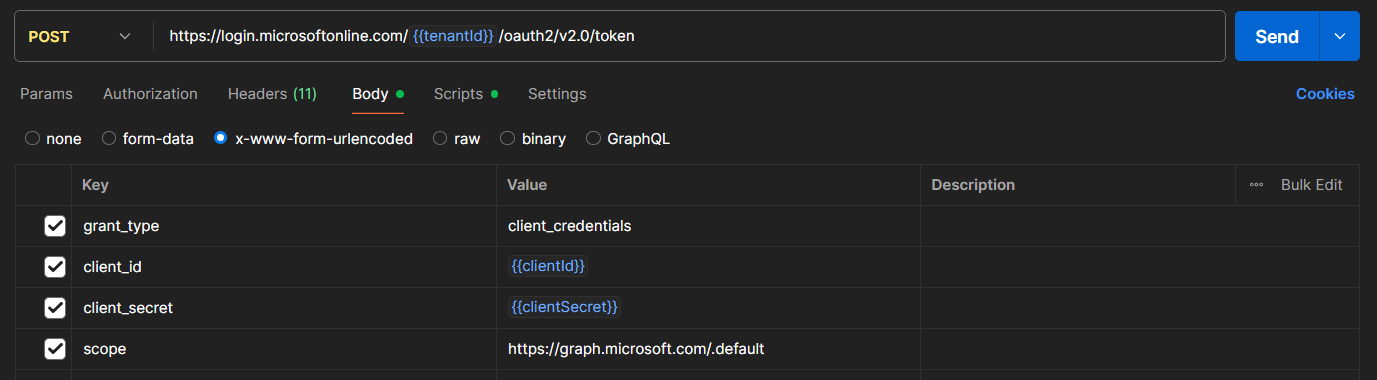 POST https://login.microsoftonline.com/ {{tenantId}} /oauth2/v2.0/token Send
Params Authorization Headers (11) Body Scripts Settings Cookies
none form-data x-www-form-urlencoded raw binary GraphQL
Key Value Description Bulk Edit
grant_type client_credentials
client_id {{clientId}}
client_secret {{clientSecret}}
scope https://graph.microsoft.com/.default